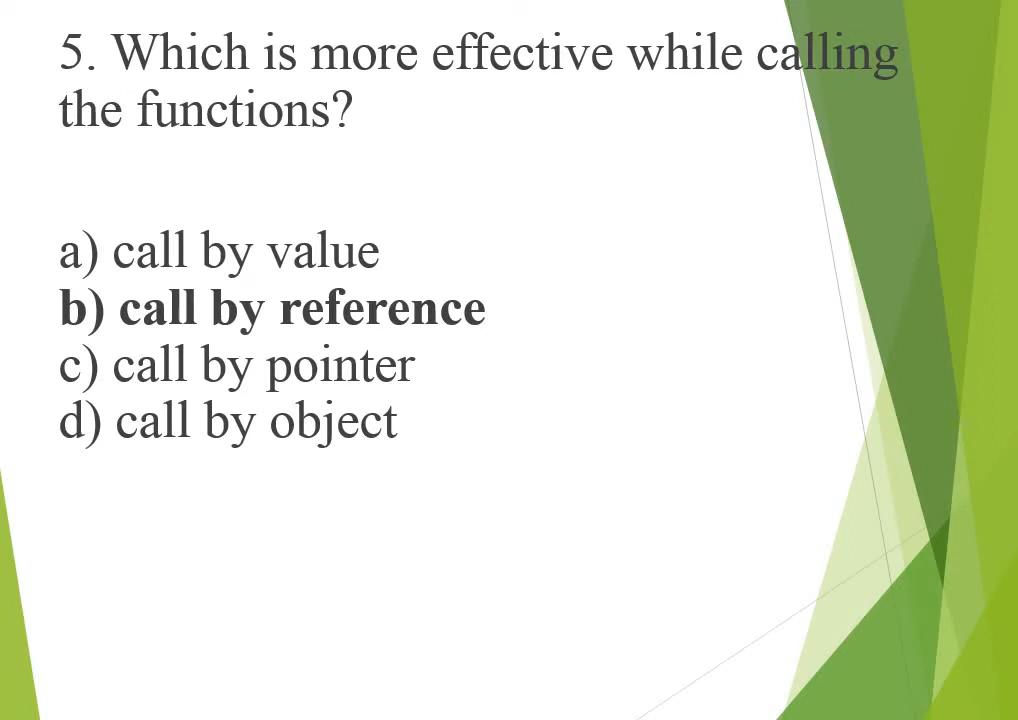 5. Which is more effective while calling
the functions?
a) call by value
b) call by reference
c) call by pointer
d) call by object